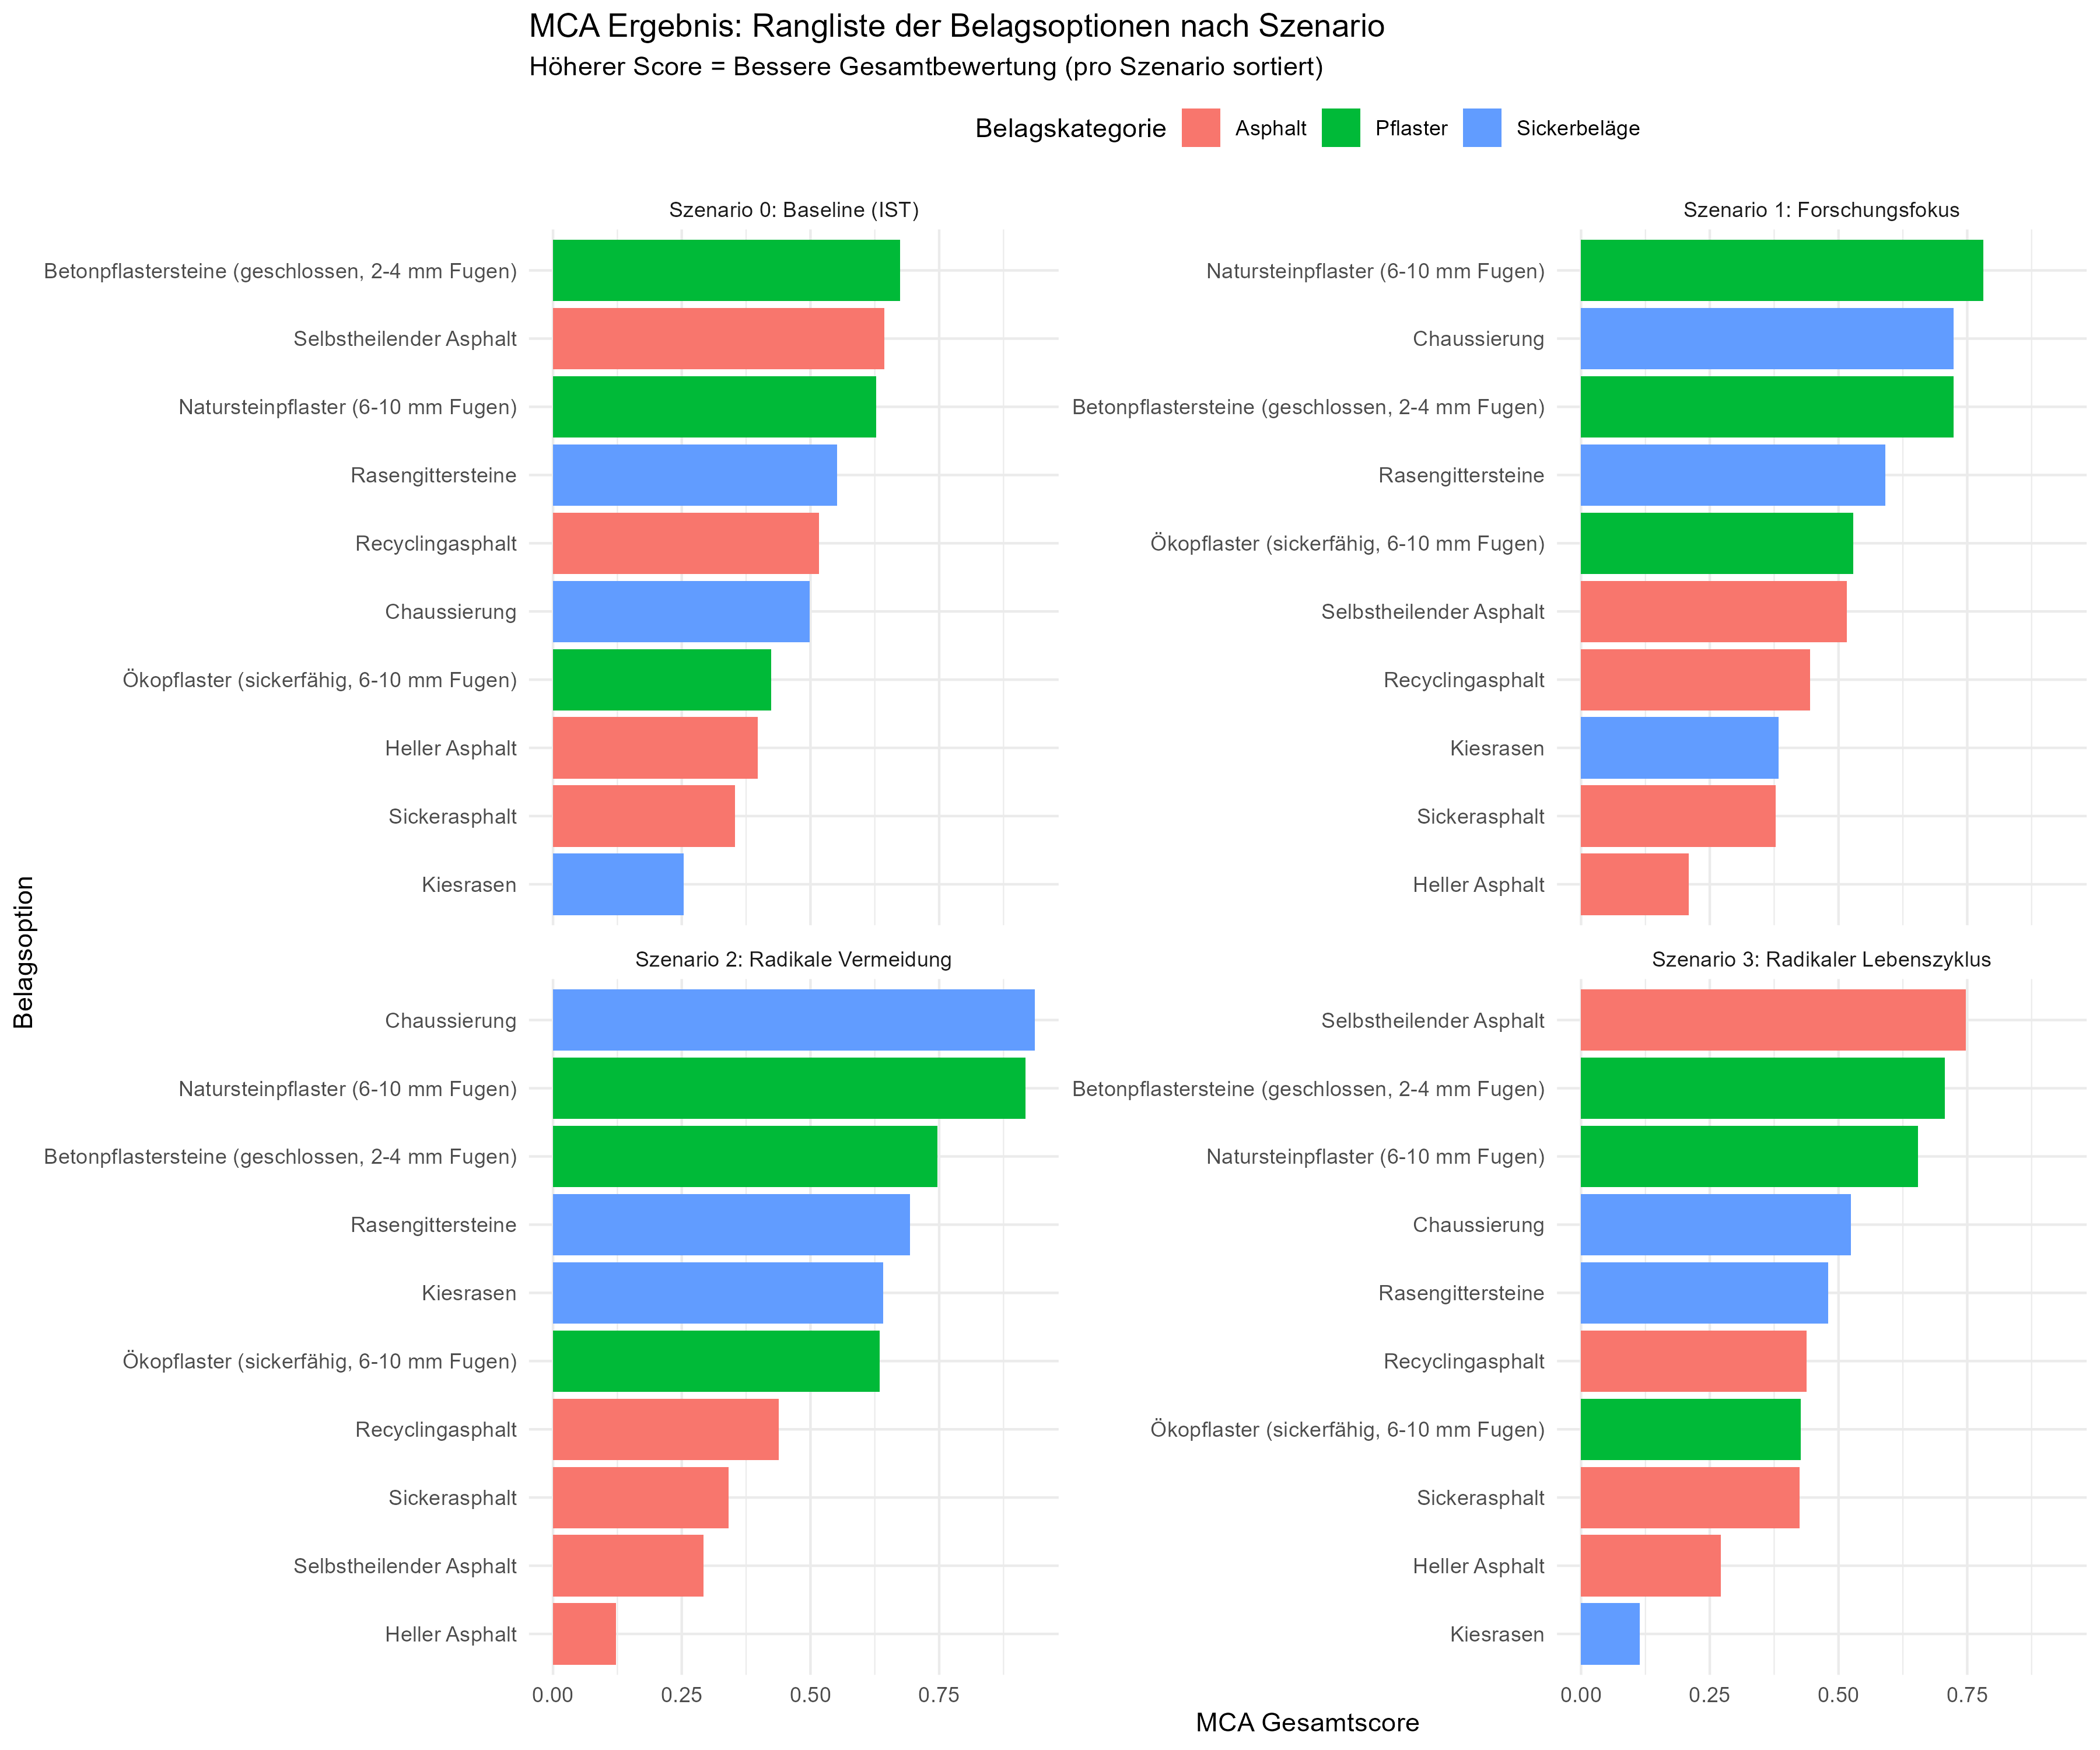 MCA Ergebnis: Rangliste der Belagsoptionen nach Szenario
Höherer Score = Bessere Gesamtbewertung (pro Szenario sortiert)
Belagskategorie Asphalt Pflaster Sickerbeläge
Szenario 0: Baseline (IST)
Betonpflastersteine (geschlossen, 2-4 mm Fugen)
Selbstheilender Asphalt
Natursteinpflaster (6-10 mm Fugen)
Rasengittersteine
Recyclingasphalt
Chaussierung
Ökopflaster (sickerfähig, 6-10 mm Fugen)
Heller Asphalt
Sickerasphalt
Kiesrasen
Szenario 1: Forschungsfokus
Natursteinpflaster (6-10 mm Fugen)
Chaussierung
Betonpflastersteine (geschlossen, 2-4 mm Fugen)
Rasengittersteine
Ökopflaster (sickerfähig, 6-10 mm Fugen)
Selbstheilender Asphalt
Recyclingasphalt
Kiesrasen
Sickerasphalt
Heller Asphalt
Belagsoption
Szenario 2: Radikale Vermeidung
Chaussierung
Natursteinpflaster (6-10 mm Fugen)
Betonpflastersteine (geschlossen, 2-4 mm Fugen)
Rasengittersteine
Kiesrasen
Ökopflaster (sickerfähig, 6-10 mm Fugen)
Recyclingasphalt
Sickerasphalt
Selbstheilender Asphalt
Heller Asphalt
0.00 0.25 0.50 0.75
Szenario 3: Radikaler Lebenszyklus
Selbstheilender Asphalt
Betonpflastersteine (geschlossen, 2-4 mm Fugen)
Natursteinpflaster (6-10 mm Fugen)
Chaussierung
Rasengittersteine
Recyclingasphalt
Ökopflaster (sickerfähig, 6-10 mm Fugen)
Sickerasphalt
Heller Asphalt
Kiesrasen
0.00 0.25 0.50 0.75
MCA Gesamtscore